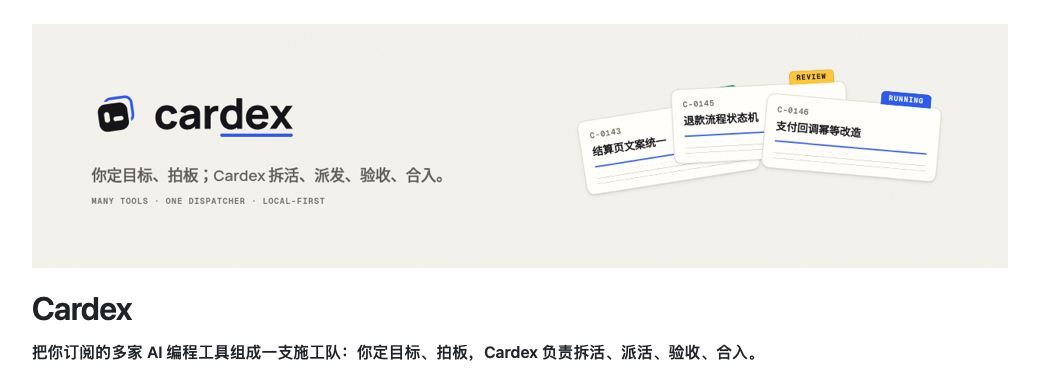 cardex
你定目标、拍板；Cardex 拆活、派发、验收、合入。
MANY TOOLS · ONE DISPATCHER · LOCAL-FIRST
C-0143
结算页文案统一
REVIEW
C-0145
退款流程状态机
RUNNING
C-0146
支付回调幂等改造
Cardex
把你订阅的多家 AI 编程工具组成一支施工队：你定目标、拍板，Cardex 负责拆活、派活、验收、合入。